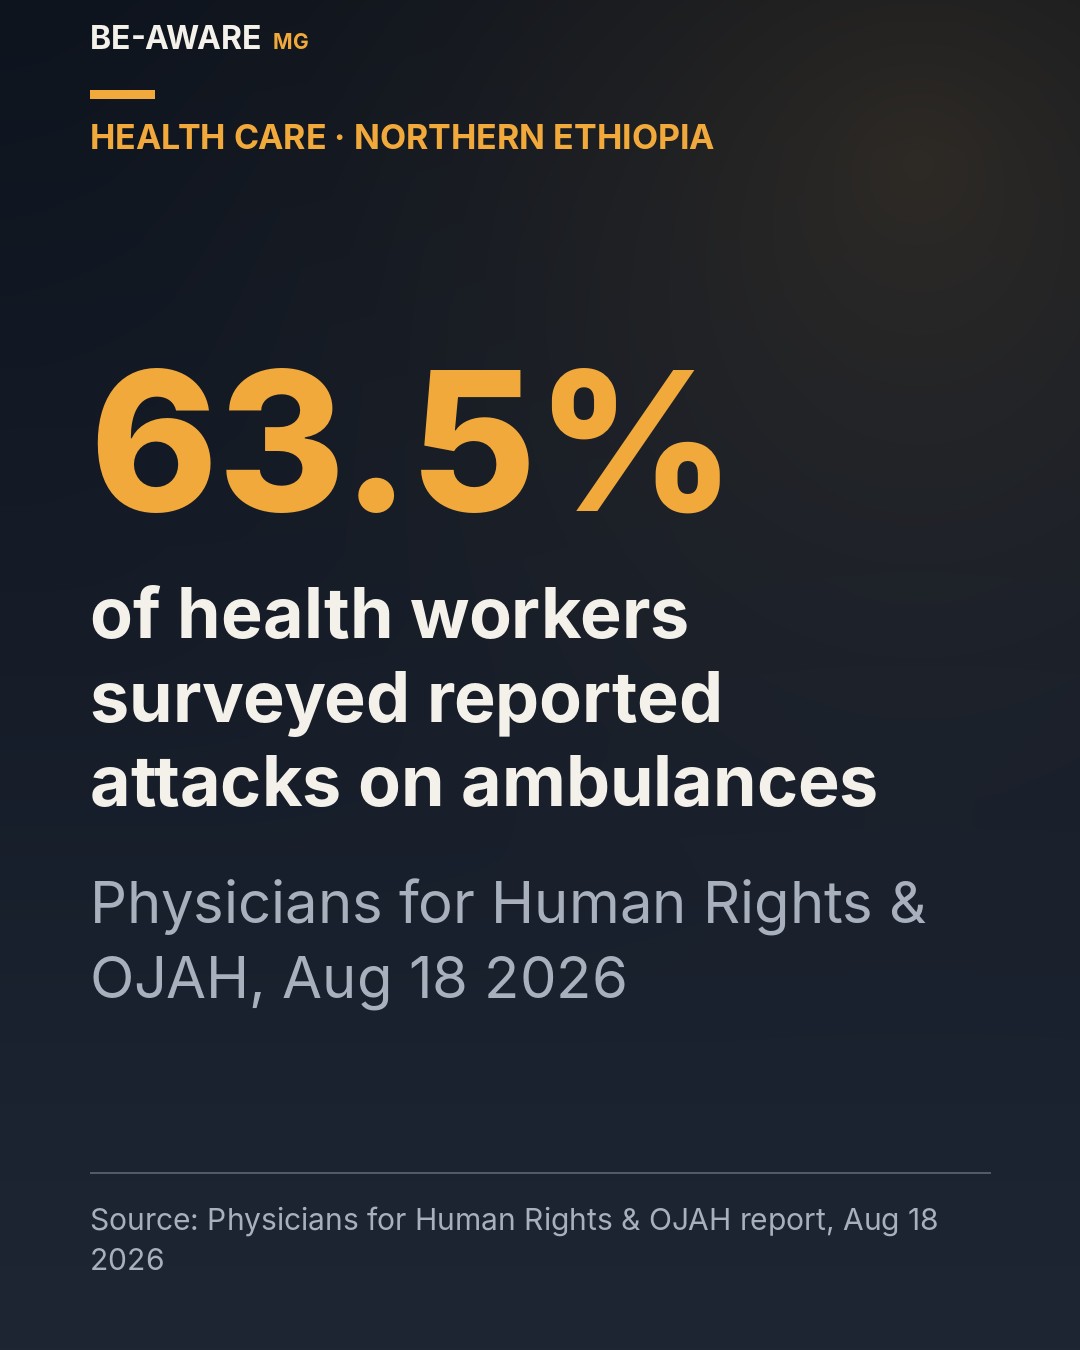 BE-AWARE MG
HEALTH CARE · NORTHERN ETHIOPIA
63.5%
of health workers
surveyed reported
attacks on ambulances
Physicians for Human Rights &
OJAH, Aug 18 2026
Source: Physicians for Human Rights & OJAH report, Aug 18
2026